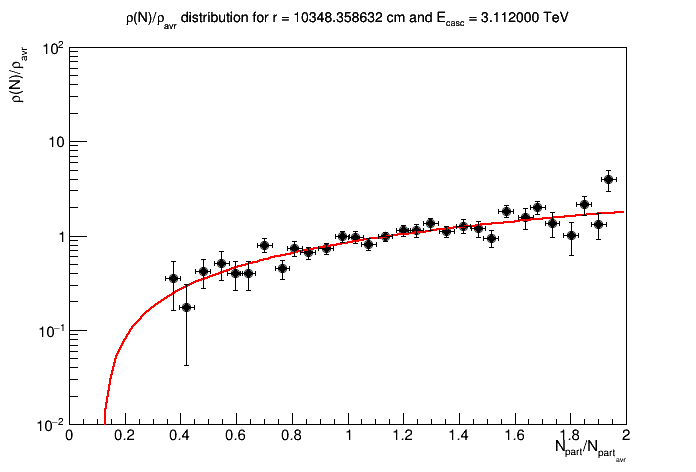 ρ(N)/ρavr distribution for r = 10348.358632 cm and Ecasc = 3.112000 TeV
ρ(N)/ρavr
10²
10
1
10⁻¹
10⁻²
0 0.2 0.4 0.6 0.8 1 1.2 1.4 1.6 1.8 2
Npart/Npartavr